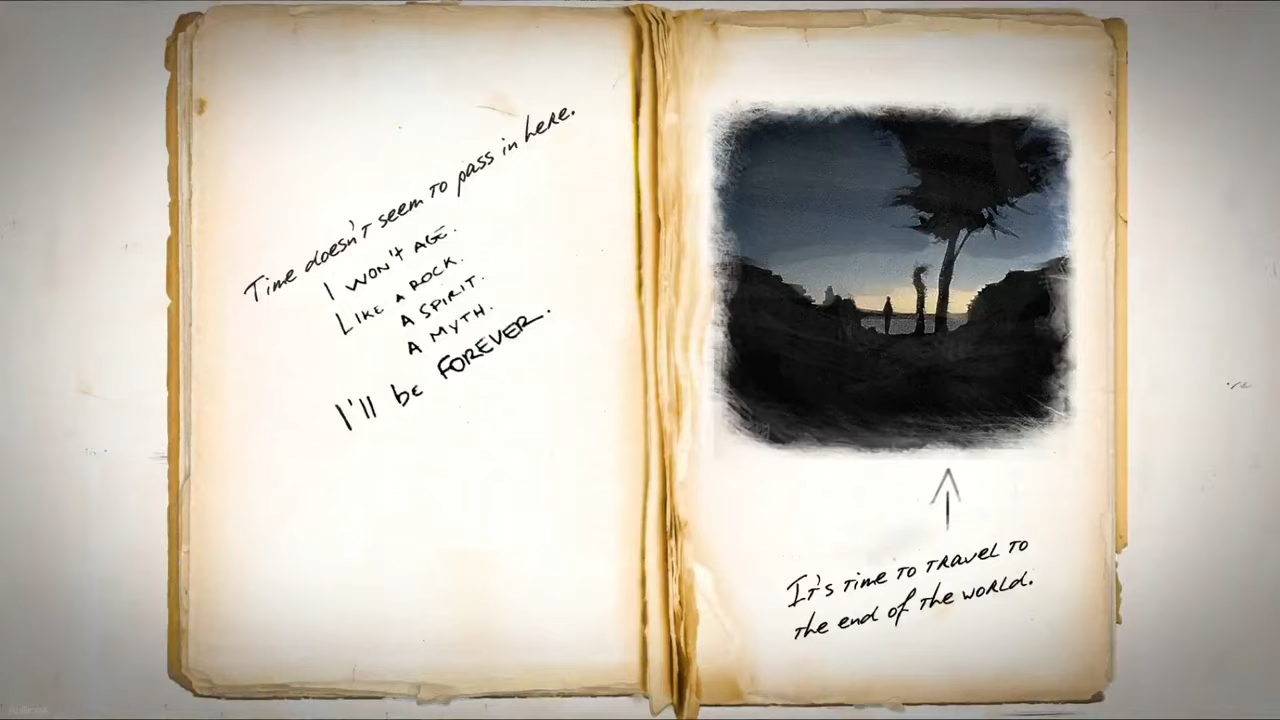 Time doesn't seem to pass in here.
I WON'T AGE.
LIKE A ROCK.
A SPIRIT.
A MYTH.
I'll be FOREVER.
It's time to travel to
the end of the world.